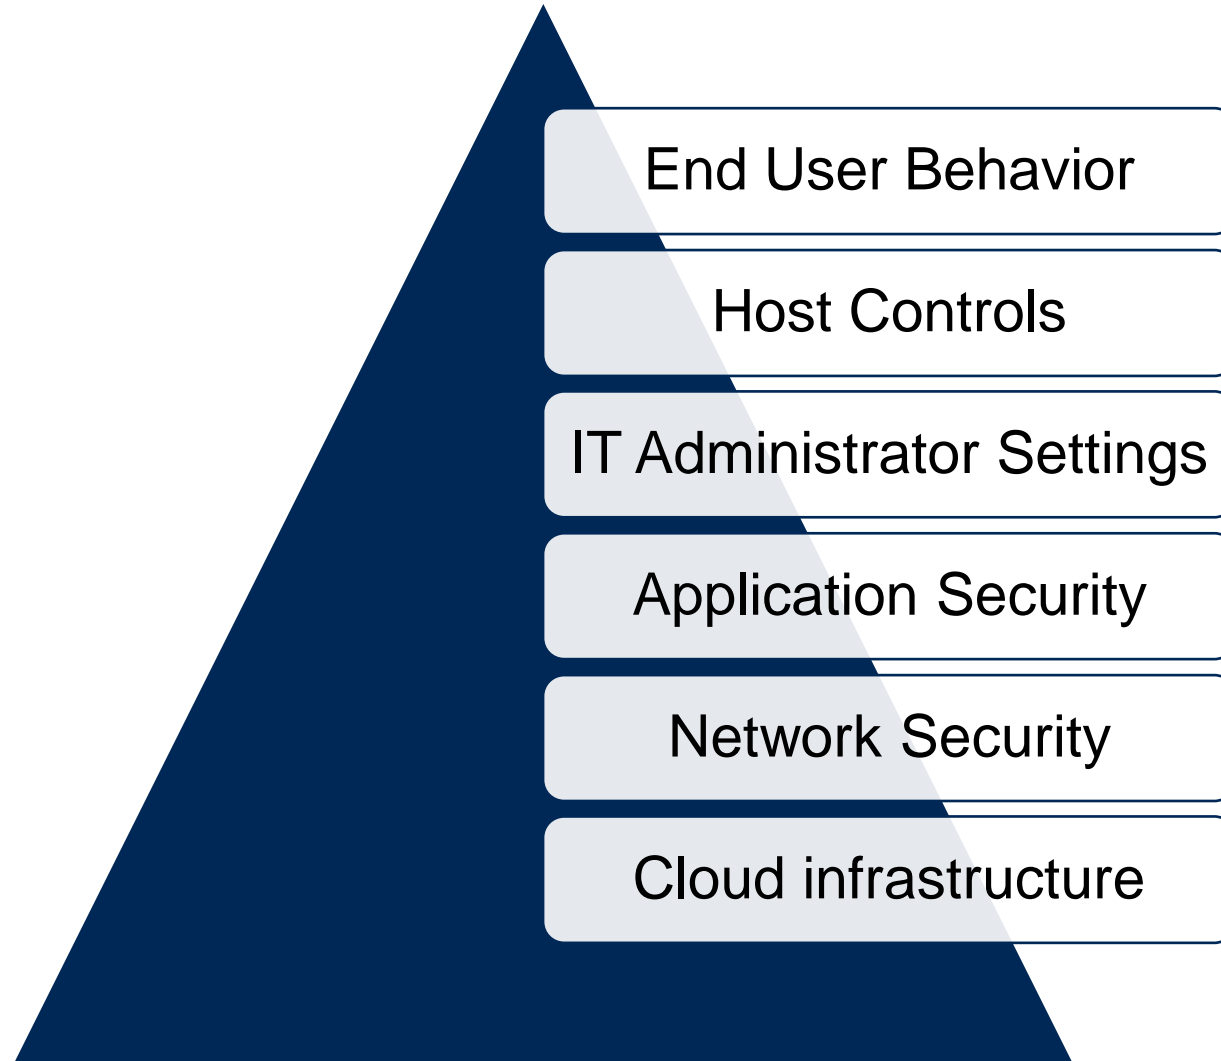 End User Behavior
Host Controls
IT Administrator Settings
Application Security
Network Security
Cloud infrastructure